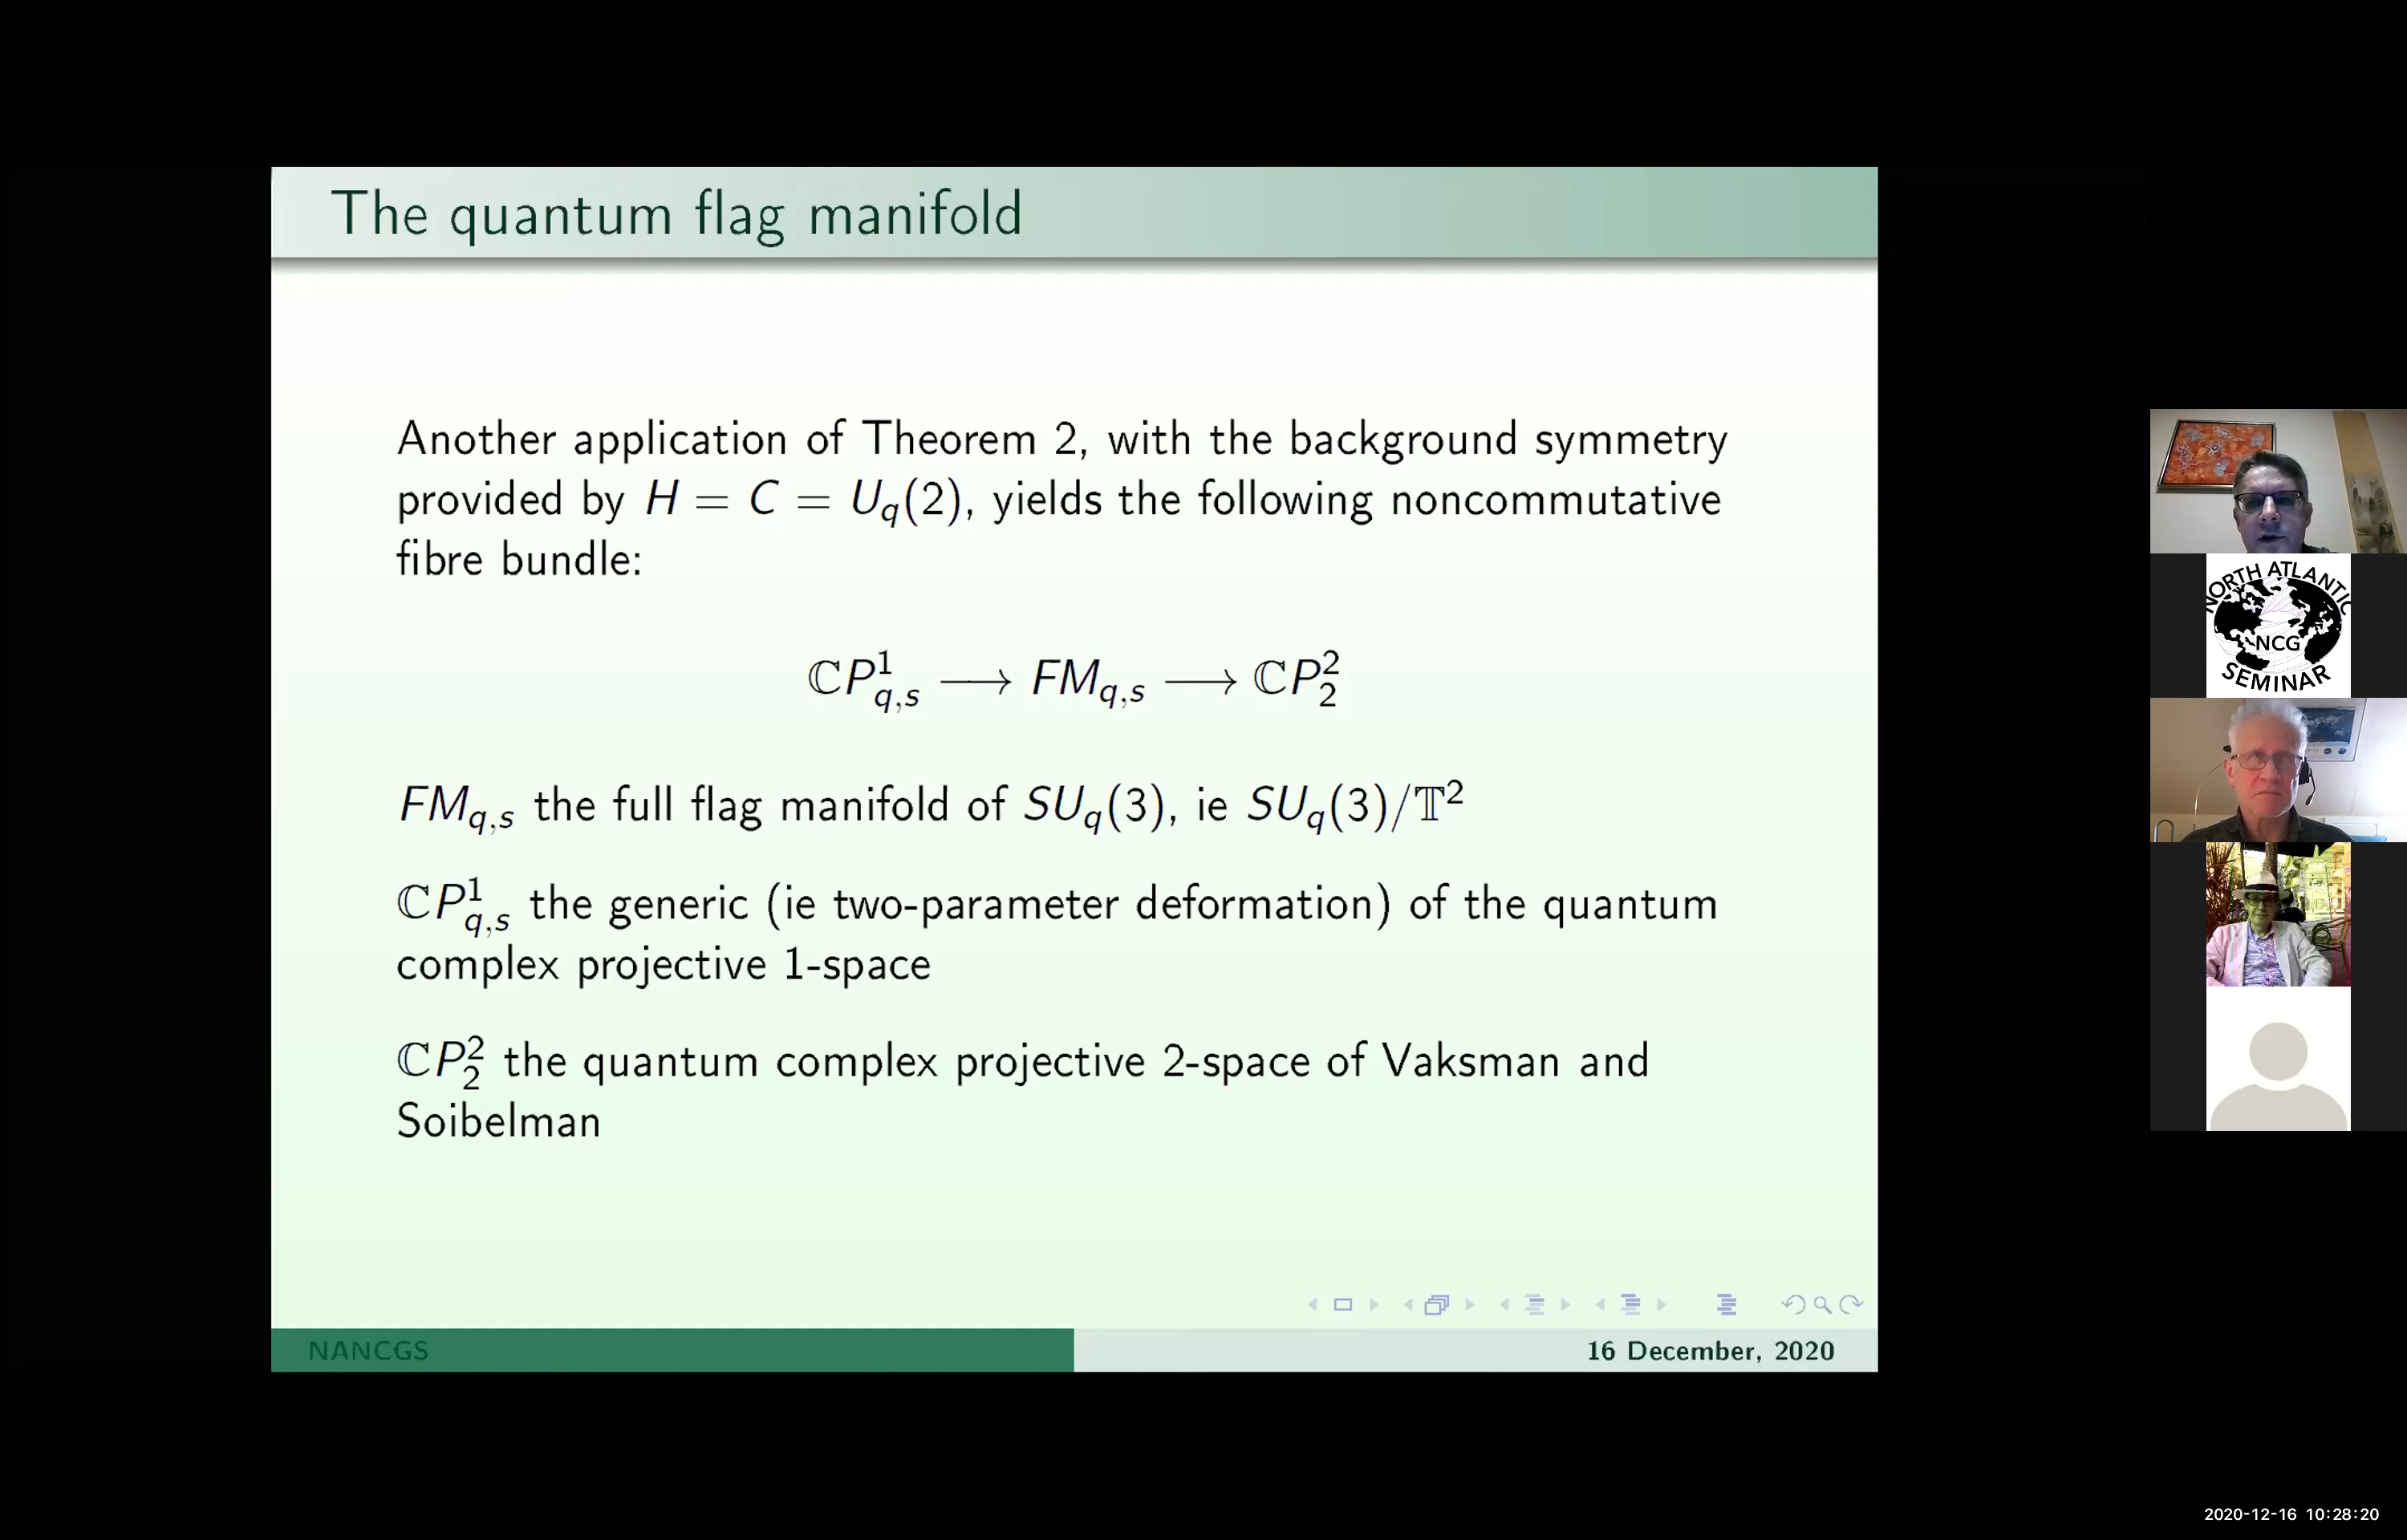 The quantum flag manifold
Another application of Theorem 2, with the background symmetry
provided by H = C = U_q(2), yields the following noncommutative
fibre bundle:
ℂP^1_{q,s} ⟶ FM_{q,s} ⟶ ℂP^2_2
FM_{q,s} the full flag manifold of SU_q(3), ie SU_q(3)/𝕋^2
ℂP^1_{q,s} the generic (ie two-parameter deformation) of the quantum
complex projective 1-space
ℂP^2_2 the quantum complex projective 2-space of Vaksman and
Soibelman
NANCGS
16 December, 2020
NORTH ATLANTIC
NCG
SEMINAR
2020-12-16 10:28:20